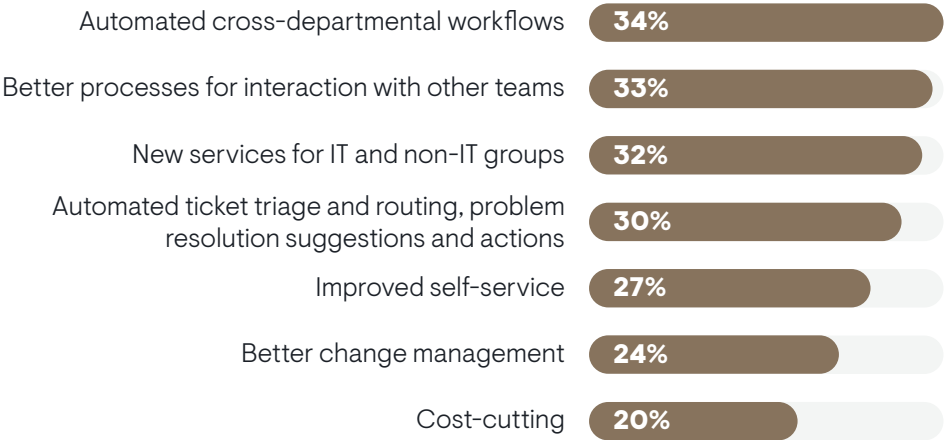 Automated cross-departmental workflows 34%
Better processes for interaction with other teams 33%
New services for IT and non-IT groups 32%
Automated ticket triage and routing, problem
resolution suggestions and actions 30%
Improved self-service 27%
Better change management 24%
Cost-cutting 20%